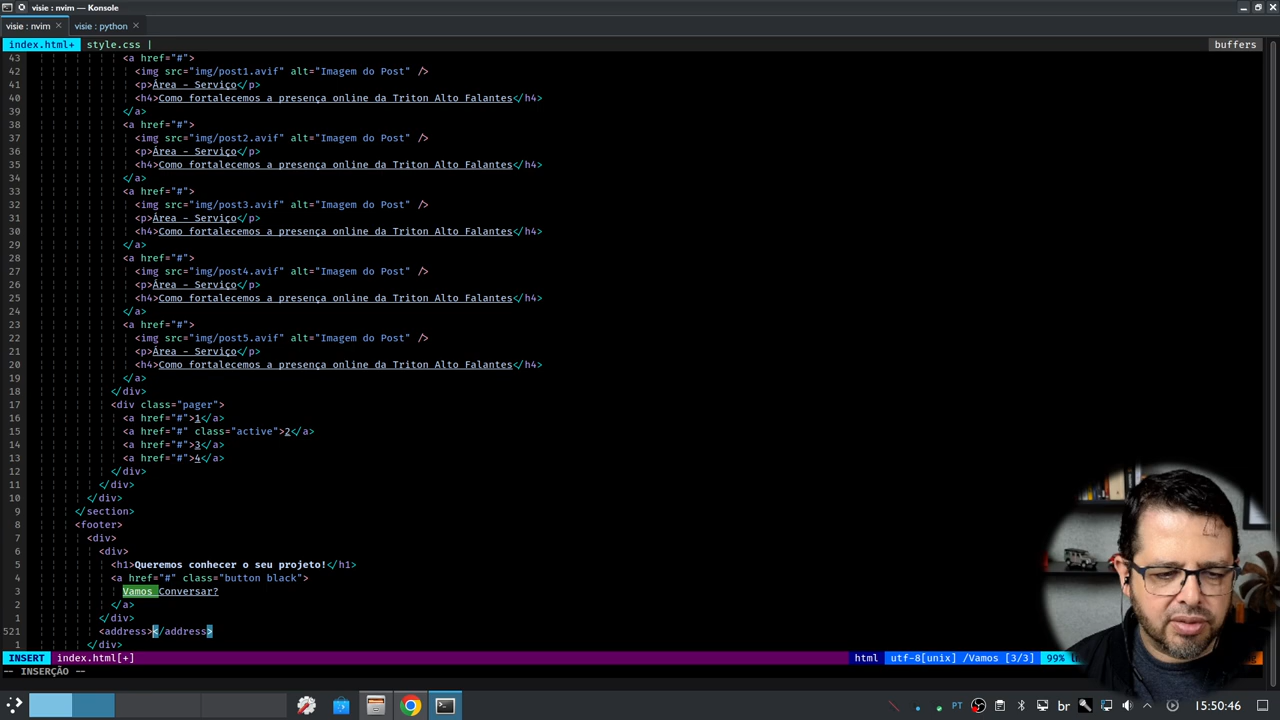 visie : nvim — Konsole
visie : nvim
visie : python
index.html+ style.css |
buffers
43 <a href="#">
42 <img src="img/post1.avif" alt="Imagem do Post" />
41 <p>Área - Serviço</p>
40 <h4>Como fortalecemos a presença online da Triton Alto Falantes</h4>
39 </a>
38 <a href="#">
37 <img src="img/post2.avif" alt="Imagem do Post" />
36 <p>Área - Serviço</p>
35 <h4>Como fortalecemos a presença online da Triton Alto Falantes</h4>
34 </a>
33 <a href="#">
32 <img src="img/post3.avif" alt="Imagem do Post" />
31 <p>Área - Serviço</p>
30 <h4>Como fortalecemos a presença online da Triton Alto Falantes</h4>
29 </a>
28 <a href="#">
27 <img src="img/post4.avif" alt="Imagem do Post" />
26 <p>Área - Serviço</p>
25 <h4>Como fortalecemos a presença online da Triton Alto Falantes</h4>
24 </a>
23 <a href="#">
22 <img src="img/post5.avif" alt="Imagem do Post" />
21 <p>Área - Serviço</p>
20 <h4>Como fortalecemos a presença online da Triton Alto Falantes</h4>
19 </a>
18 </div>
17 <div class="pager">
16 <a href="#">1</a>
15 <a href="#" class="active">2</a>
14 <a href="#">3</a>
13 <a href="#">4</a>
12 </div>
11 </div>
10 </div>
9 </section>
8 <footer>
7 <div>
6 <div>
5 <h1>Queremos conhecer o seu projeto!</h1>
4 <a href="#" class="button black">
3 Vamos Conversar?
2 </a>
1 </div>
521 <address></address>
1 </div>
INSERT index.html[+] html utf-8[unix] /Vamos [3/3] 99%
-- INSERÇÃO --
PT
br
15:50:46